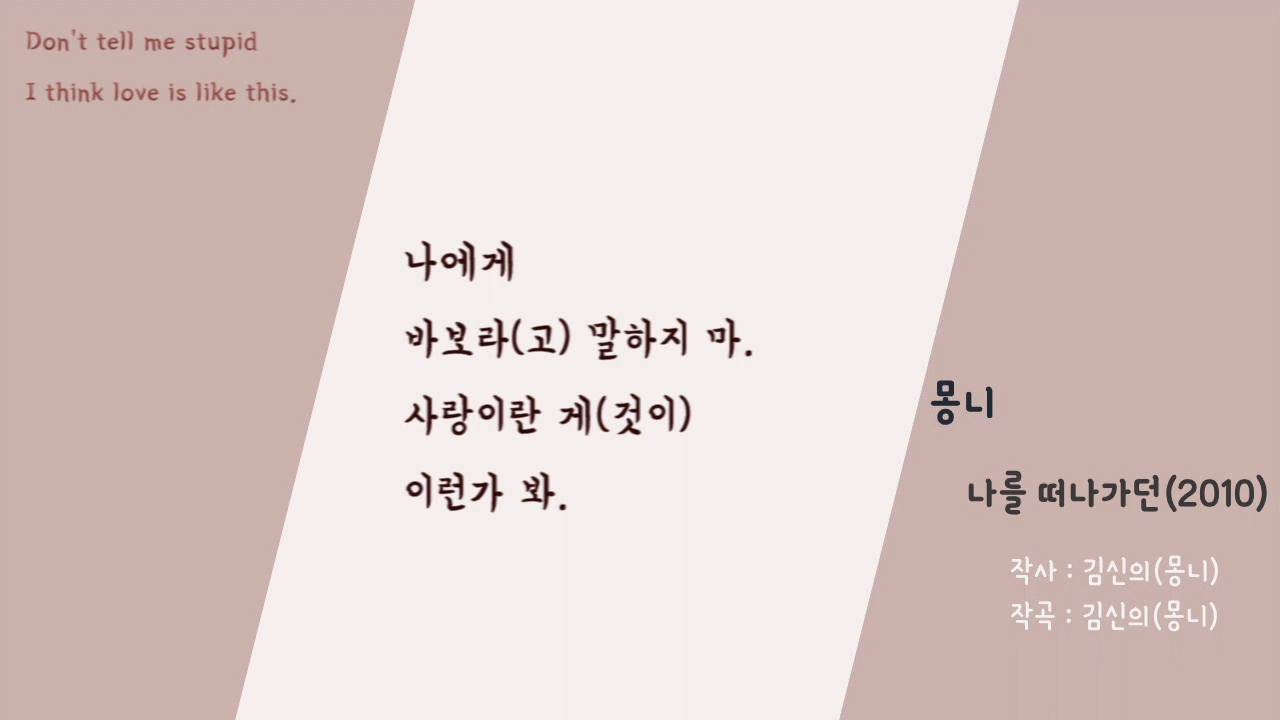 Don't tell me stupid
I think love is like this.
나에게
바보라(고) 말하지 마.
사랑이란 게(것이)
이런가 봐.
몽니
나를 떠나가던(2010)
작사 : 김신의(몽니)
작곡 : 김신의(몽니)